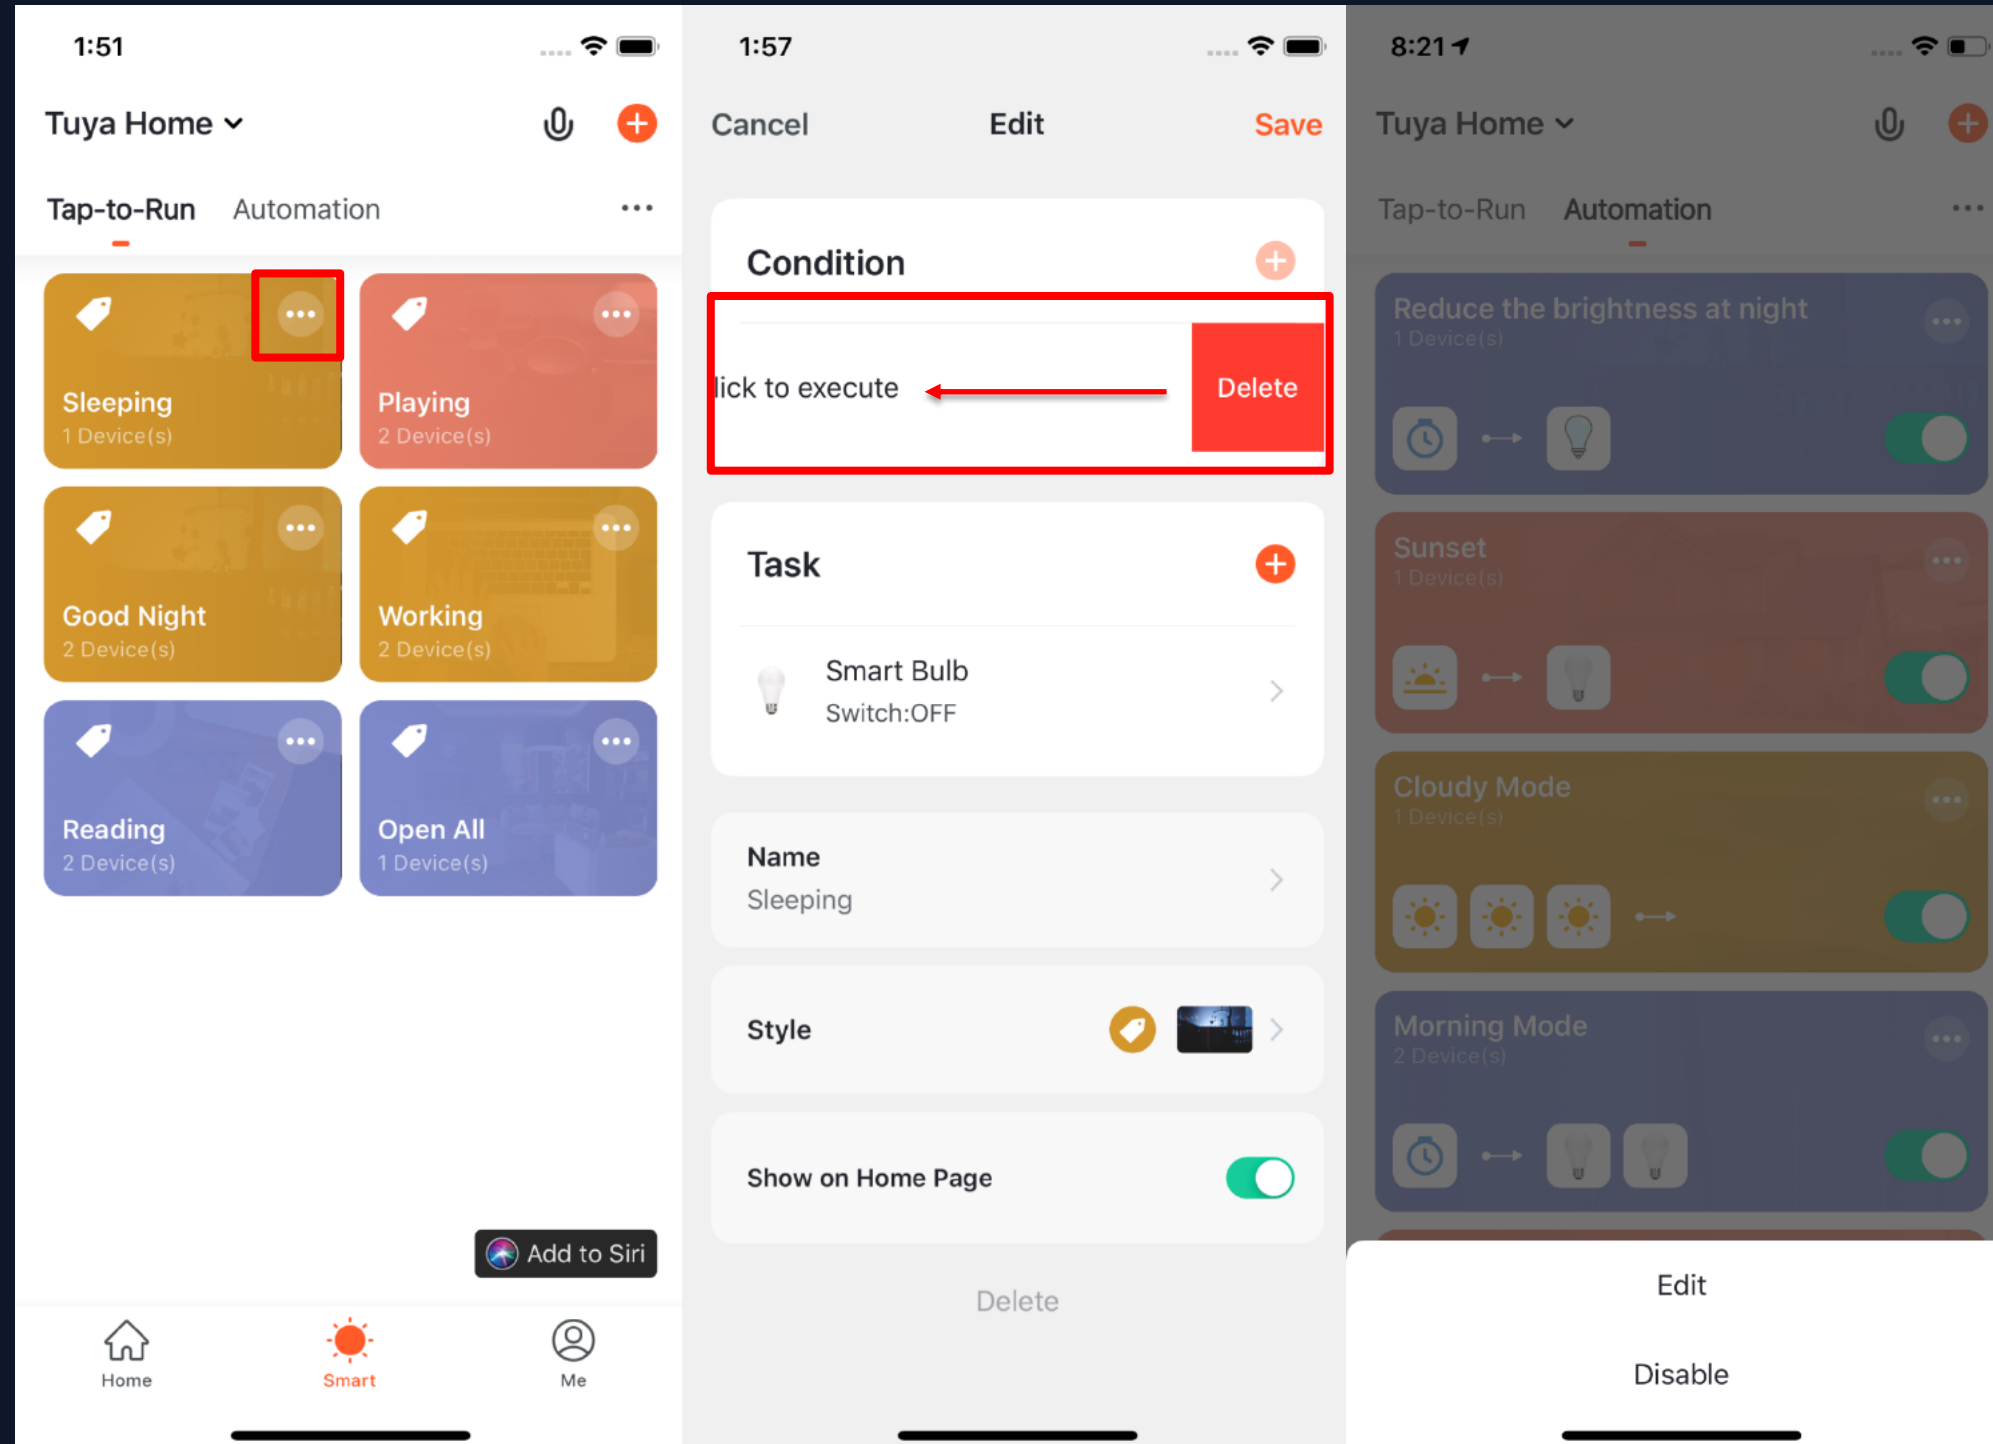 1:51
Tuya Home
Tap-to-Run Automation
Sleeping
1 Device(s)
Playing
2 Device(s)
Good Night
2 Device(s)
Working
2 Device(s)
Reading
2 Device(s)
Open All
1 Device(s)
Add to Siri
Home
Smart
Me
1:57
Cancel Edit Save
Condition
lick to execute
Delete
Task
Smart Bulb
Switch:OFF
Name
Sleeping
Style
Show on Home Page
Delete
8:21
Tuya Home
Tap-to-Run Automation
Reduce the brightness at night
1 Device(s)
Sunset
1 Device(s)
Cloudy Mode
1 Device(s)
Morning Mode
2 Device(s)
Edit
Disable